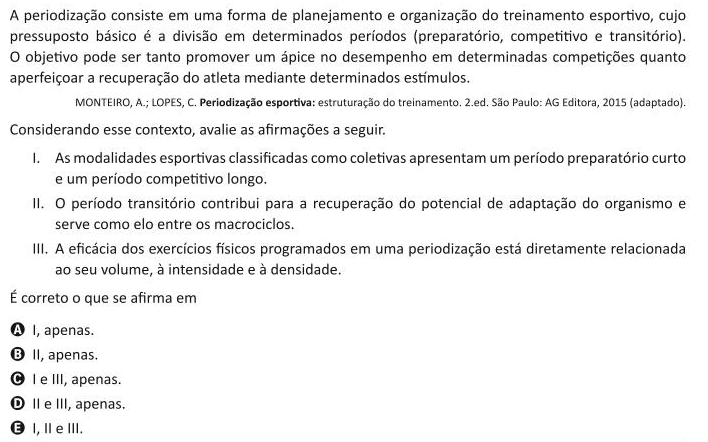 A periodização consiste em uma forma de planejamento e organização do treinamento esportivo, cujo
pressuposto básico é a divisão em determinados períodos (preparatório, competitivo e transitório).
O objetivo pode ser tanto promover um ápice no desempenho em determinadas competições quanto
aperfeiçoar a recuperação do atleta mediante determinados estímulos.
MONTEIRO, A.; LOPES, C. Periodização esportiva: estruturação do treinamento. 2.ed. São Paulo: AG Editora, 2015 (adaptado).
Considerando esse contexto, avalie as afirmações a seguir.
I. As modalidades esportivas classificadas como coletivas apresentam um período preparatório curto
e um período competitivo longo.
II. O período transitório contribui para a recuperação do potencial de adaptação do organismo e
serve como elo entre os macrociclos.
III. A eficácia dos exercícios físicos programados em uma periodização está diretamente relacionada
ao seu volume, à intensidade e à densidade.
É correto o que se afirma em
A I, apenas.
B II, apenas.
C I e III, apenas.
D II e III, apenas.
E I, II e III.